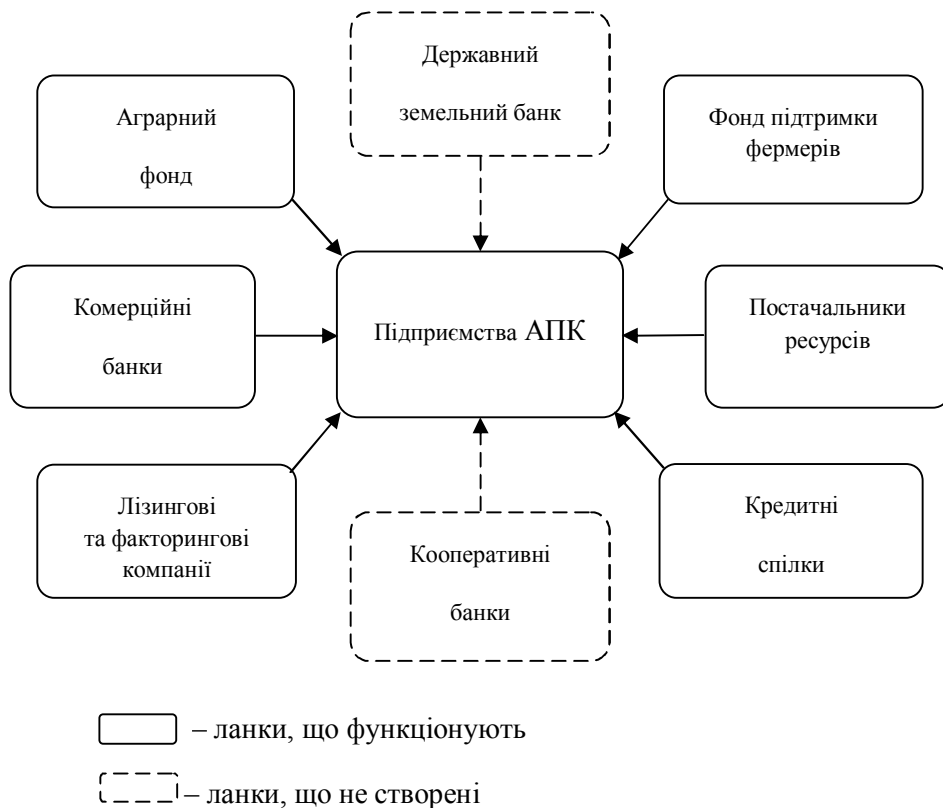 Державний
земельний банк
Аграрний
фонд
Фонд підтримки
фермерів
Комерційні
банки
Підприємства АПК
Постачальники
ресурсів
Лізингові
та факторингові
компанії
Кооперативні
банки
Кредитні
спілки
– ланки, що функціонують
– ланки, що не створені